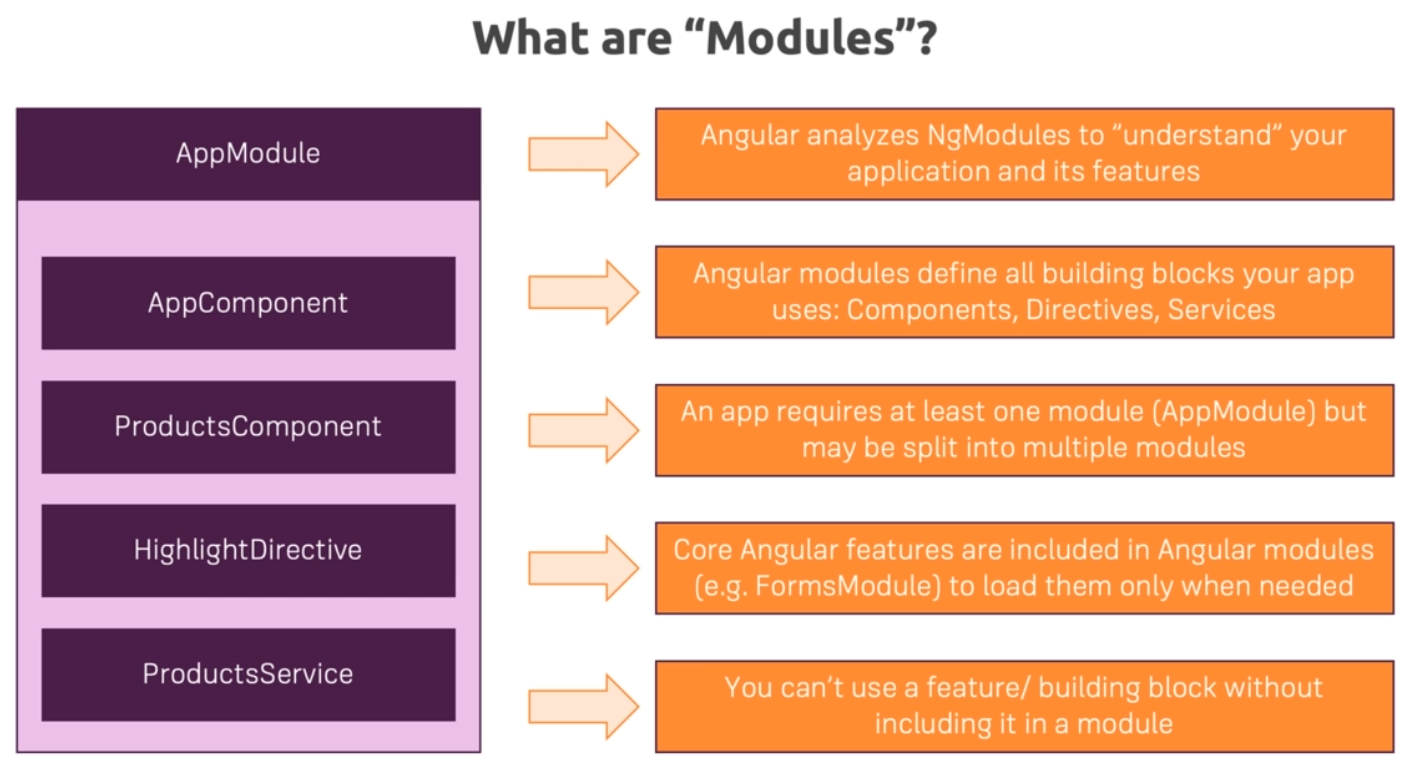 What are “Modules”?
AppModule
Angular analyzes NgModules to “understand“ your
application and its features
AppComponent
Angular modules define all building blocks your app
uses: Components, Directives, Services
ProductsComponent
An app requires at least one module (AppModule) but
may be split into multiple modules
HighlightDirective
Core Angular features are included in Angular modules
(e.g. FormsModule) to load them only when needed
ProductsService
You can’t use a feature/ building block without
including it in a module